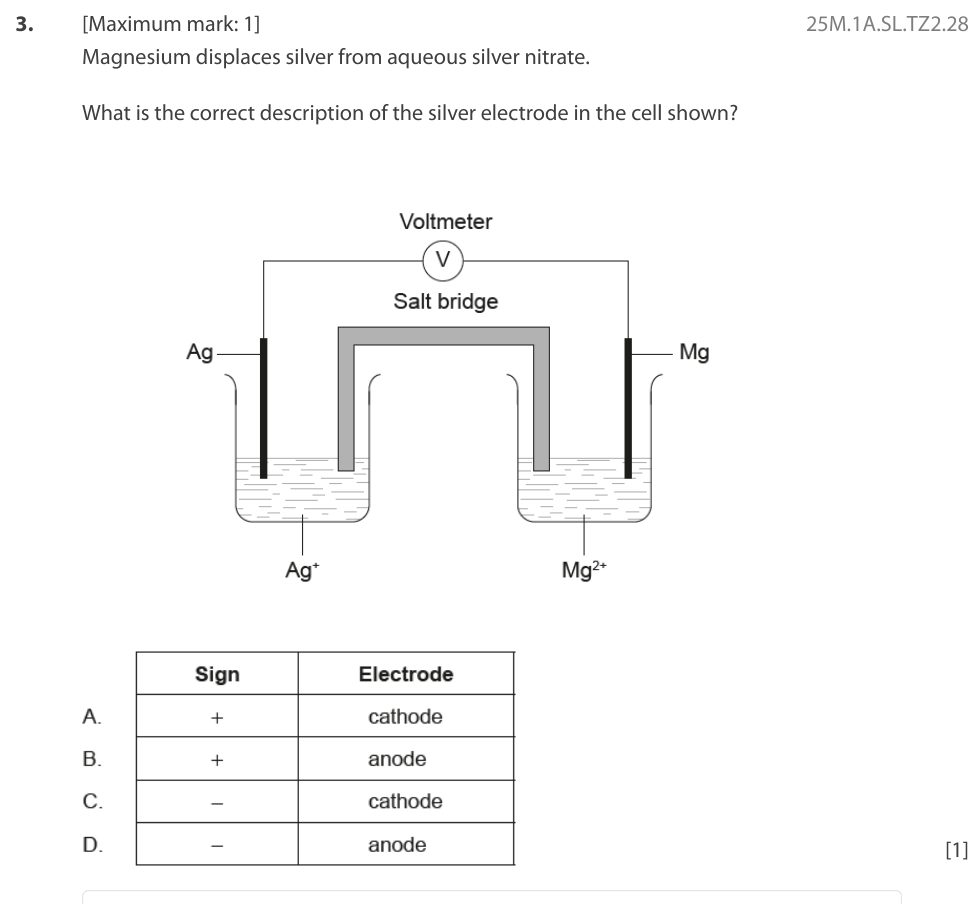 3. [Maximum mark: 1] 25M.1A.SL.TZ2.28
Magnesium displaces silver from aqueous silver nitrate.
What is the correct description of the silver electrode in the cell shown?
Voltmeter
V
Salt bridge
Ag
Mg
Ag⁺
Mg²⁺
Sign Electrode
A. + cathode
B. + anode
C. – cathode
D. – anode
[1]